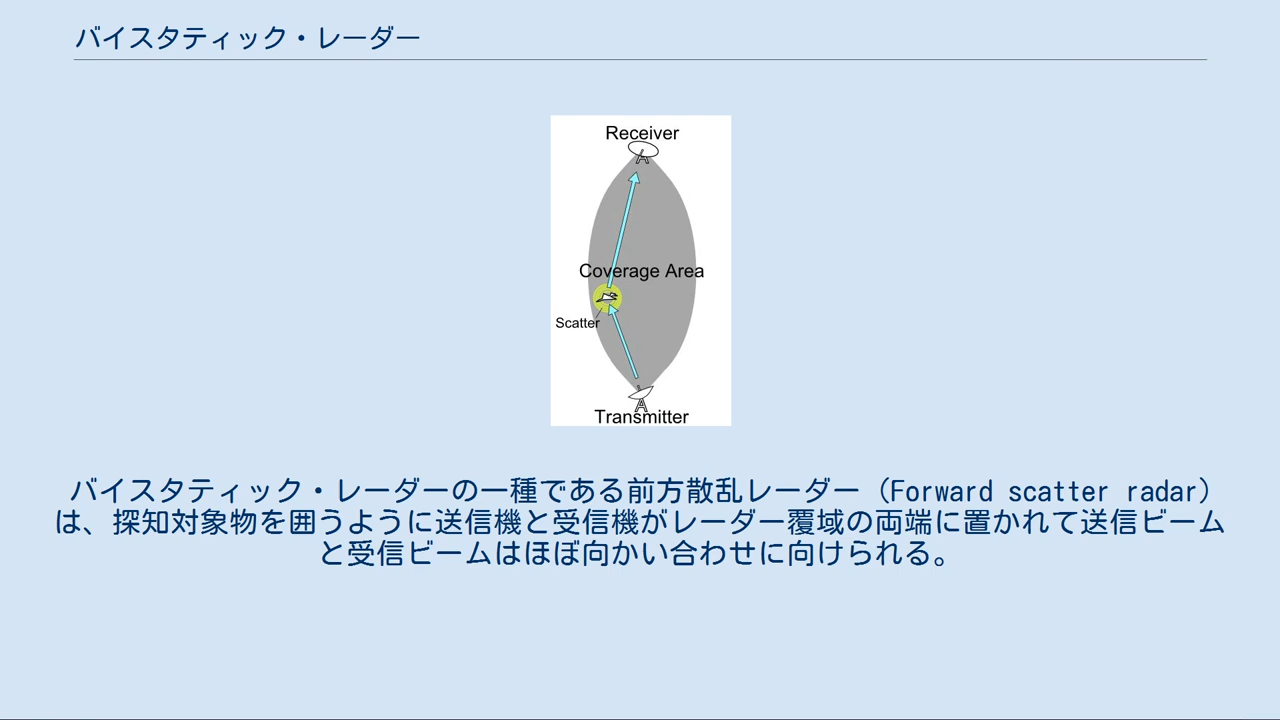 バイスタティック・レーダー
Receiver
Coverage Area
Scatter
Transmitter
バイスタティック・レーダーの一種である前方散乱レーダー（Forward scatter radar）
は、探知対象物を囲うように送信機と受信機がレーダー覆域の両端に置かれて送信ビーム
と受信ビームはほぼ向かい合わせに向けられる。